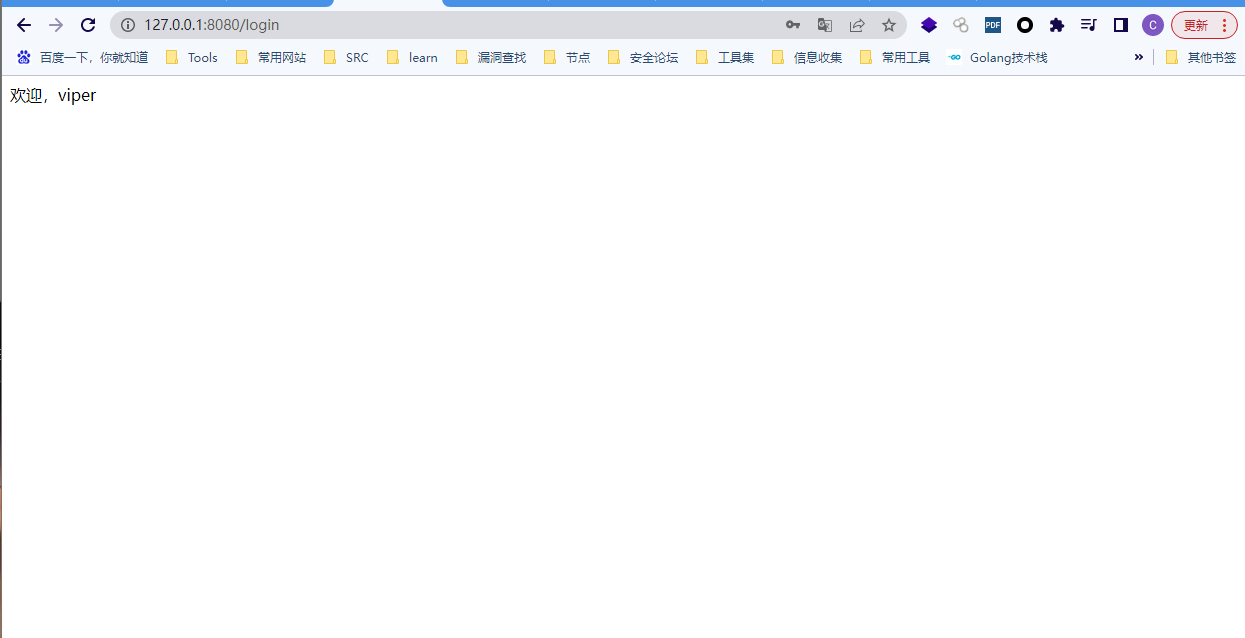 127.0.0.1:8080/login PDF C 更新
百度一下，你就知道 Tools 常用网站 SRC learn 漏洞查找 节点 安全论坛 工具集 信息收集 常用工具 GO Golang技术栈 » 其他书签
欢迎，viper